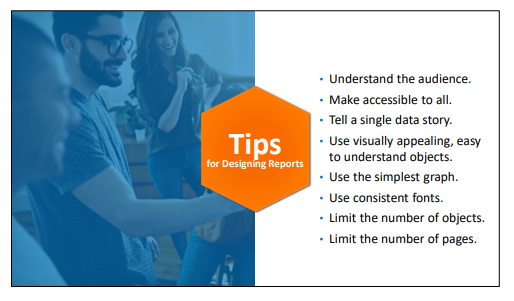 Tips
for Designing Reports
• Understand the audience.
• Make accessible to all.
• Tell a single data story.
• Use visually appealing, easy
to understand objects.
• Use the simplest graph.
• Use consistent fonts.
• Limit the number of objects.
• Limit the number of pages.